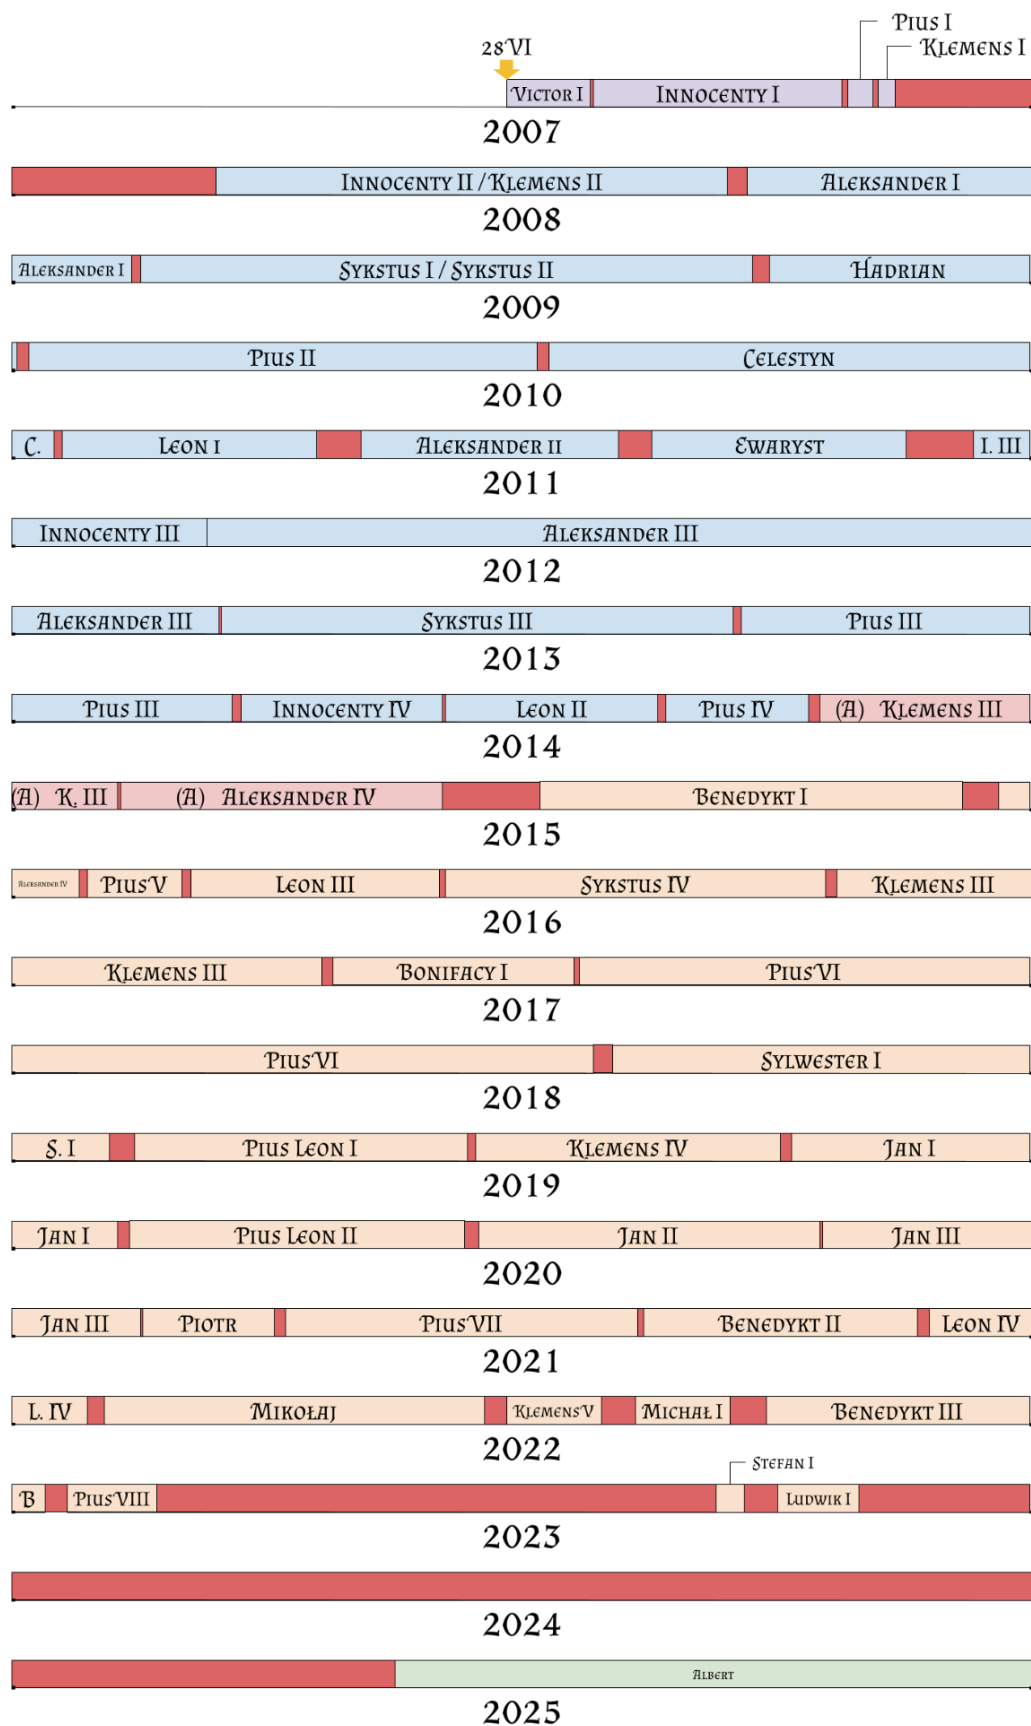 Pius I
28 VI
Klemens I
Victor I Innocenty I
2007
Innocenty II / Klemens II Aleksander I
2008
Aleksander I Sykstus I / Sykstus II Hadrian
2009
Pius II Celestyn
2010
C. Leon I Aleksander II Ewaryst I. III
2011
Innocenty III Aleksander III
2012
Aleksander III Sykstus III Pius III
2013
Pius III Innocenty IV Leon II Pius IV (A) Klemens III
2014
(A) K. III (A) Aleksander IV Benedykt I
2015
Aleksander IV Pius V Leon III Sykstus IV Klemens III
2016
Klemens III Bonifacy I Pius VI
2017
Pius VI Sylwester I
2018
S. I Pius Leon I Klemens IV Jan I
2019
Jan I Pius Leon II Jan II Jan III
2020
Jan III Piotr Pius VII Benedykt II Leon IV
2021
L. IV Mikołaj Klemens V Michał I Benedykt III
2022
Stefan I
B Pius VIII Ludwik I
2023
2024
Albert
2025